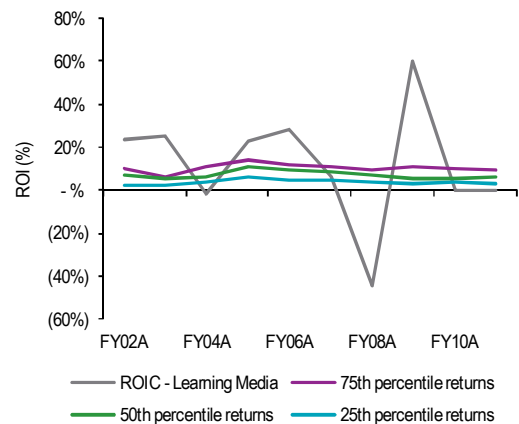 80%
60%
40%
20%
- %
(20%)
(40%)
(60%)
ROI (%)
FY02A FY04A FY06A FY08A FY10A
ROIC - Learning Media 75th percentile returns
50th percentile returns 25th percentile returns